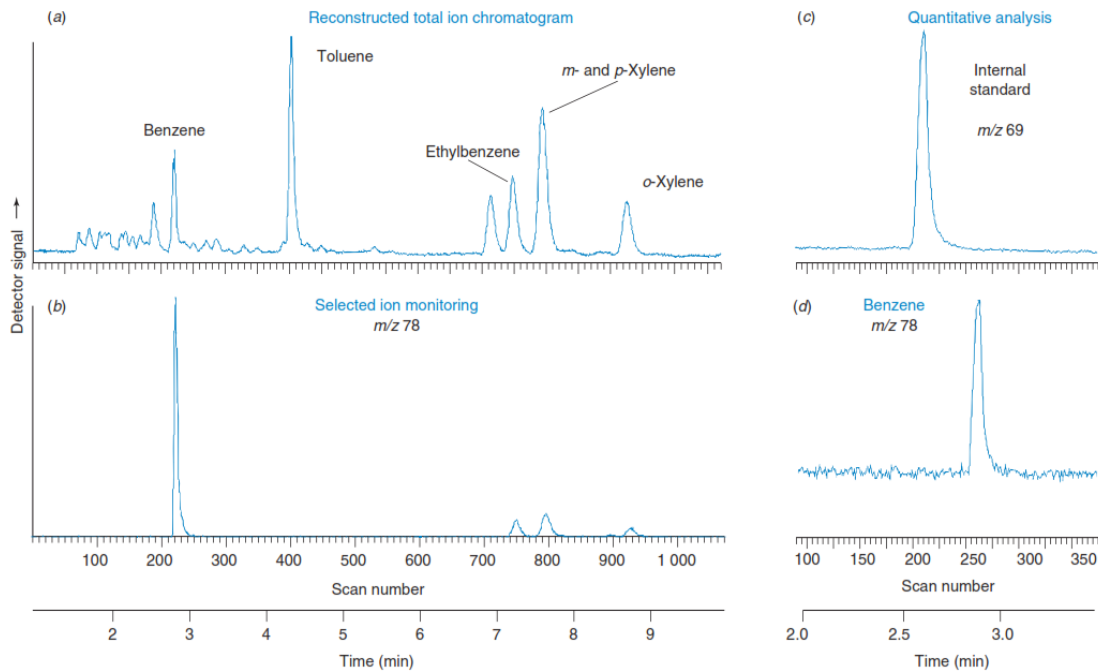 (a)
Reconstructed total ion chromatogram
Toluene
m- and p-Xylene
Benzene
Ethylbenzene
o-Xylene
(c)
Quantitative analysis
Internal
standard
m/z 69
Detector signal →
(b)
Selected ion monitoring
m/z 78
(d)
Benzene
m/z 78
100 200 300 400 500 600 700 800 900 1 000
Scan number
2 3 4 5 6 7 8 9
Time (min)
100 150 200 250 300 350
Scan number
2.0 2.5 3.0
Time (min)